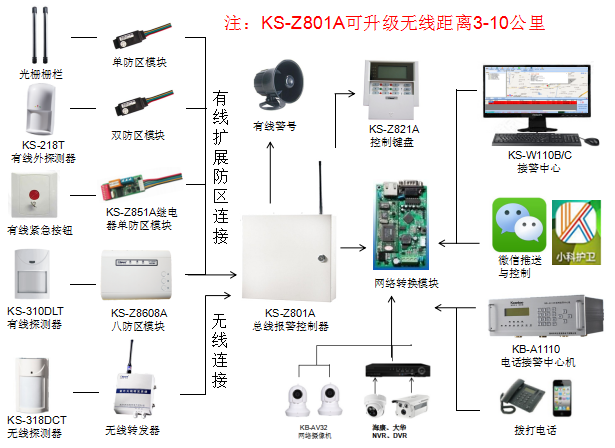 注：KS-Z801A可升级无线距离3-10公里
光栅栅栏
单防区模块
KS-218T
有线外探测器
双防区模块
有线紧急按钮
KS-Z851A继电
器单防区模块
KS-310DLT
有线探测器
KS-Z8608A
八防区模块
KS-318DCT
无线探测器
无线转发器
有线扩展防区连接
无线连接
有线警号
KS-Z821A
控制键盘
KS-Z801A
总线报警控制器
网络转换模块
KS-W110B/C
接警中心
小科护卫
微信推送
与控制
KB-A1110
电话接警中心机
KB-AV32
网络摄像机
海康、大华
NVR、DVR
拨打电话